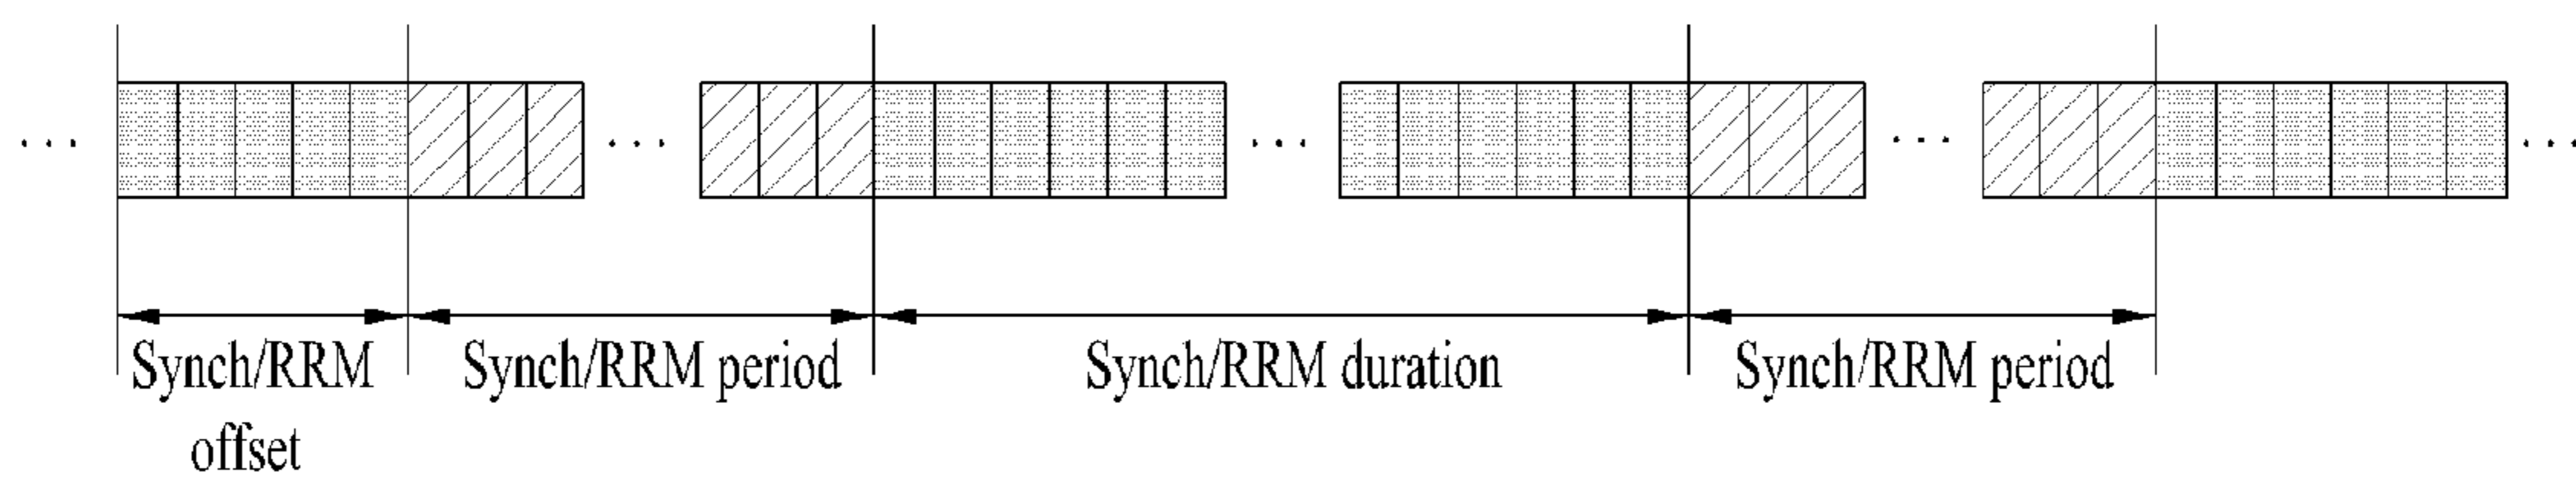 ... ... ... ... ...
Synch/RRM offset
Synch/RRM period
Synch/RRM duration
Synch/RRM period